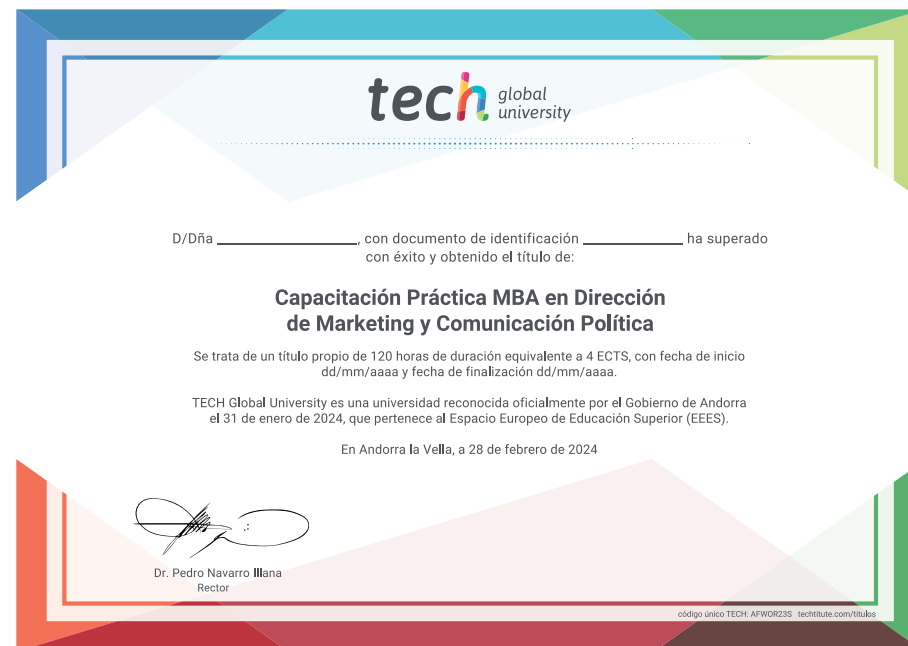 tech global university
D/Dña ____________, con documento de identificación ____________ ha superado
con éxito y obtenido el título de:
Capacitación Práctica MBA en Dirección
de Marketing y Comunicación Política
Se trata de un título propio de 120 horas de duración equivalente a 4 ECTS, con fecha de inicio
dd/mm/aaaa y fecha de finalización dd/mm/aaaa.
TECH Global University es una universidad reconocida oficialmente por el Gobierno de Andorra
el 31 de enero de 2024, que pertenece al Espacio Europeo de Educación Superior (EEES).
En Andorra la Vella, a 28 de febrero de 2024
Dr. Pedro Navarro Illana
Rector
código único TECH: AFWOR23S techtitute.com/titulos